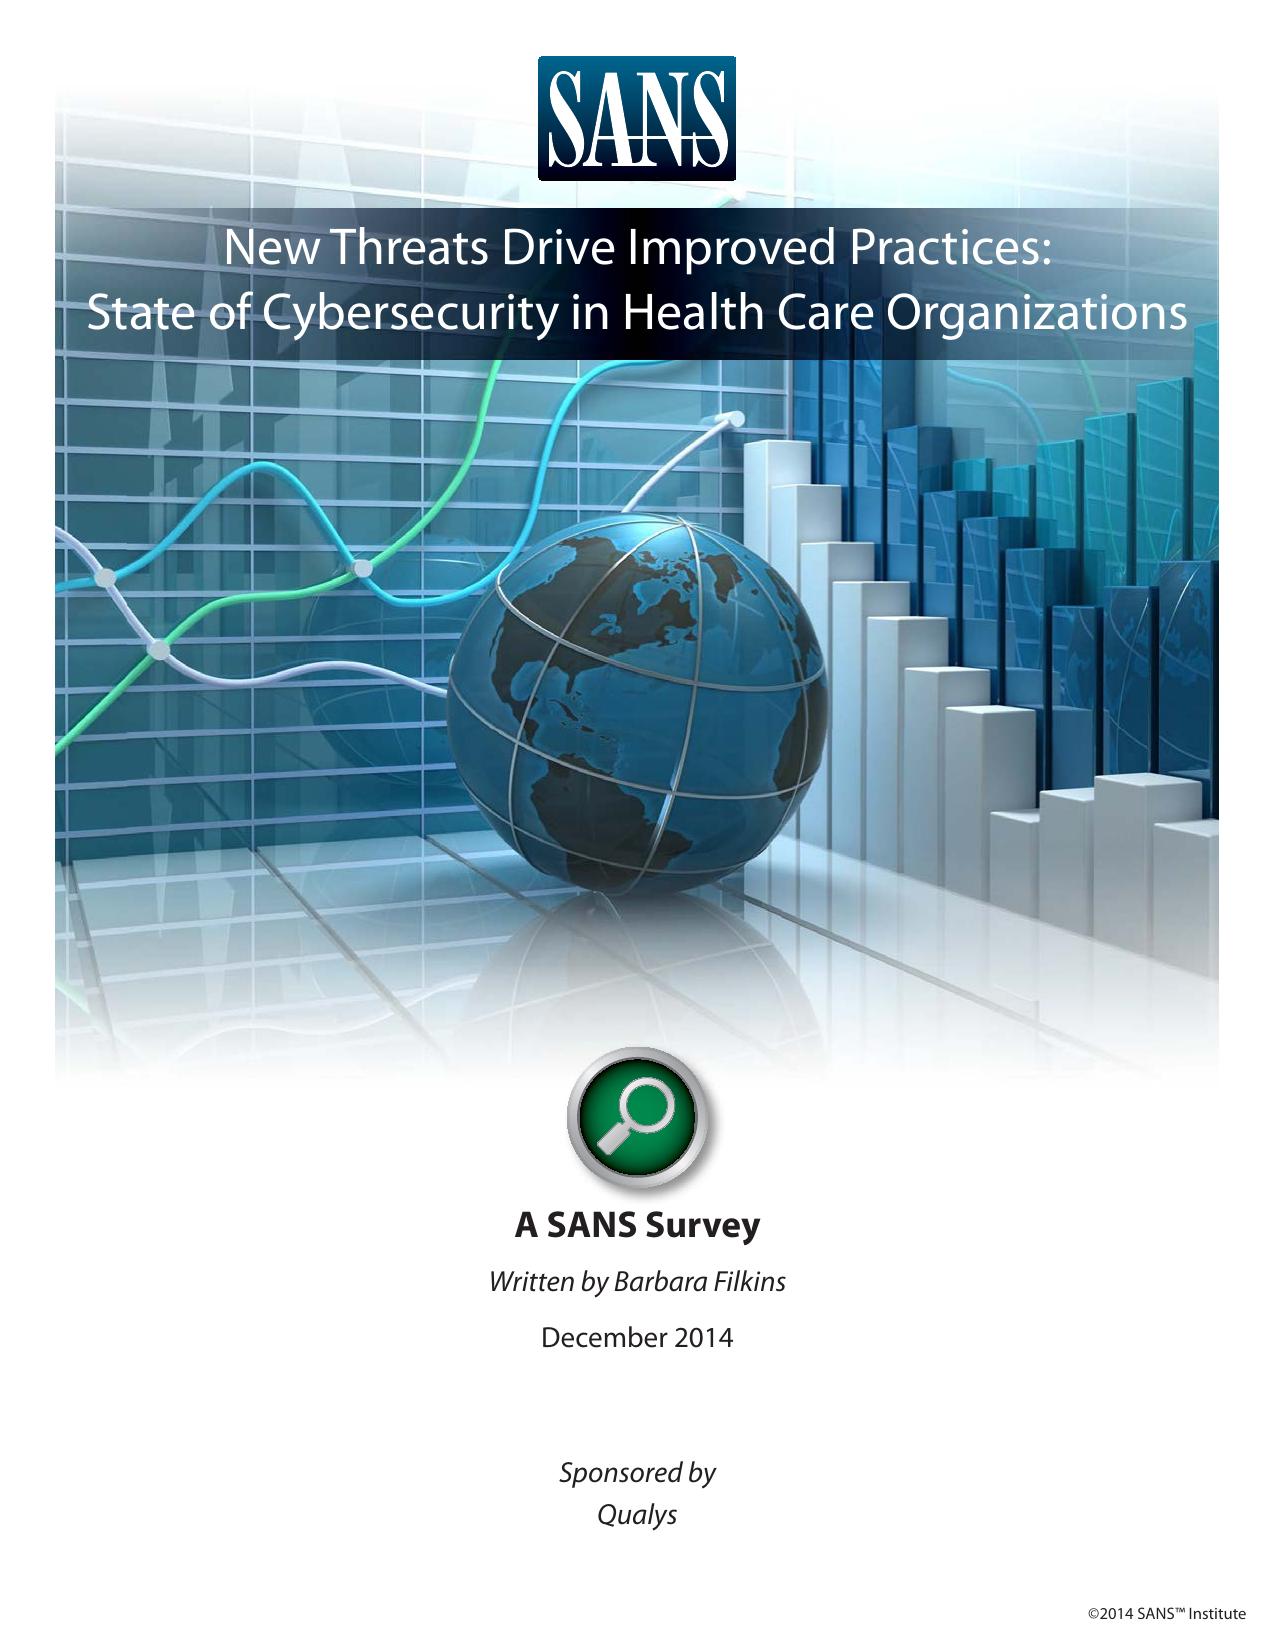 SANS
New Threats Drive Improved Practices:
State of Cybersecurity in Health Care Organizations
A SANS Survey
Written by Barbara Filkins
December 2014
Sponsored by
Qualys
©2014 SANS™ Institute